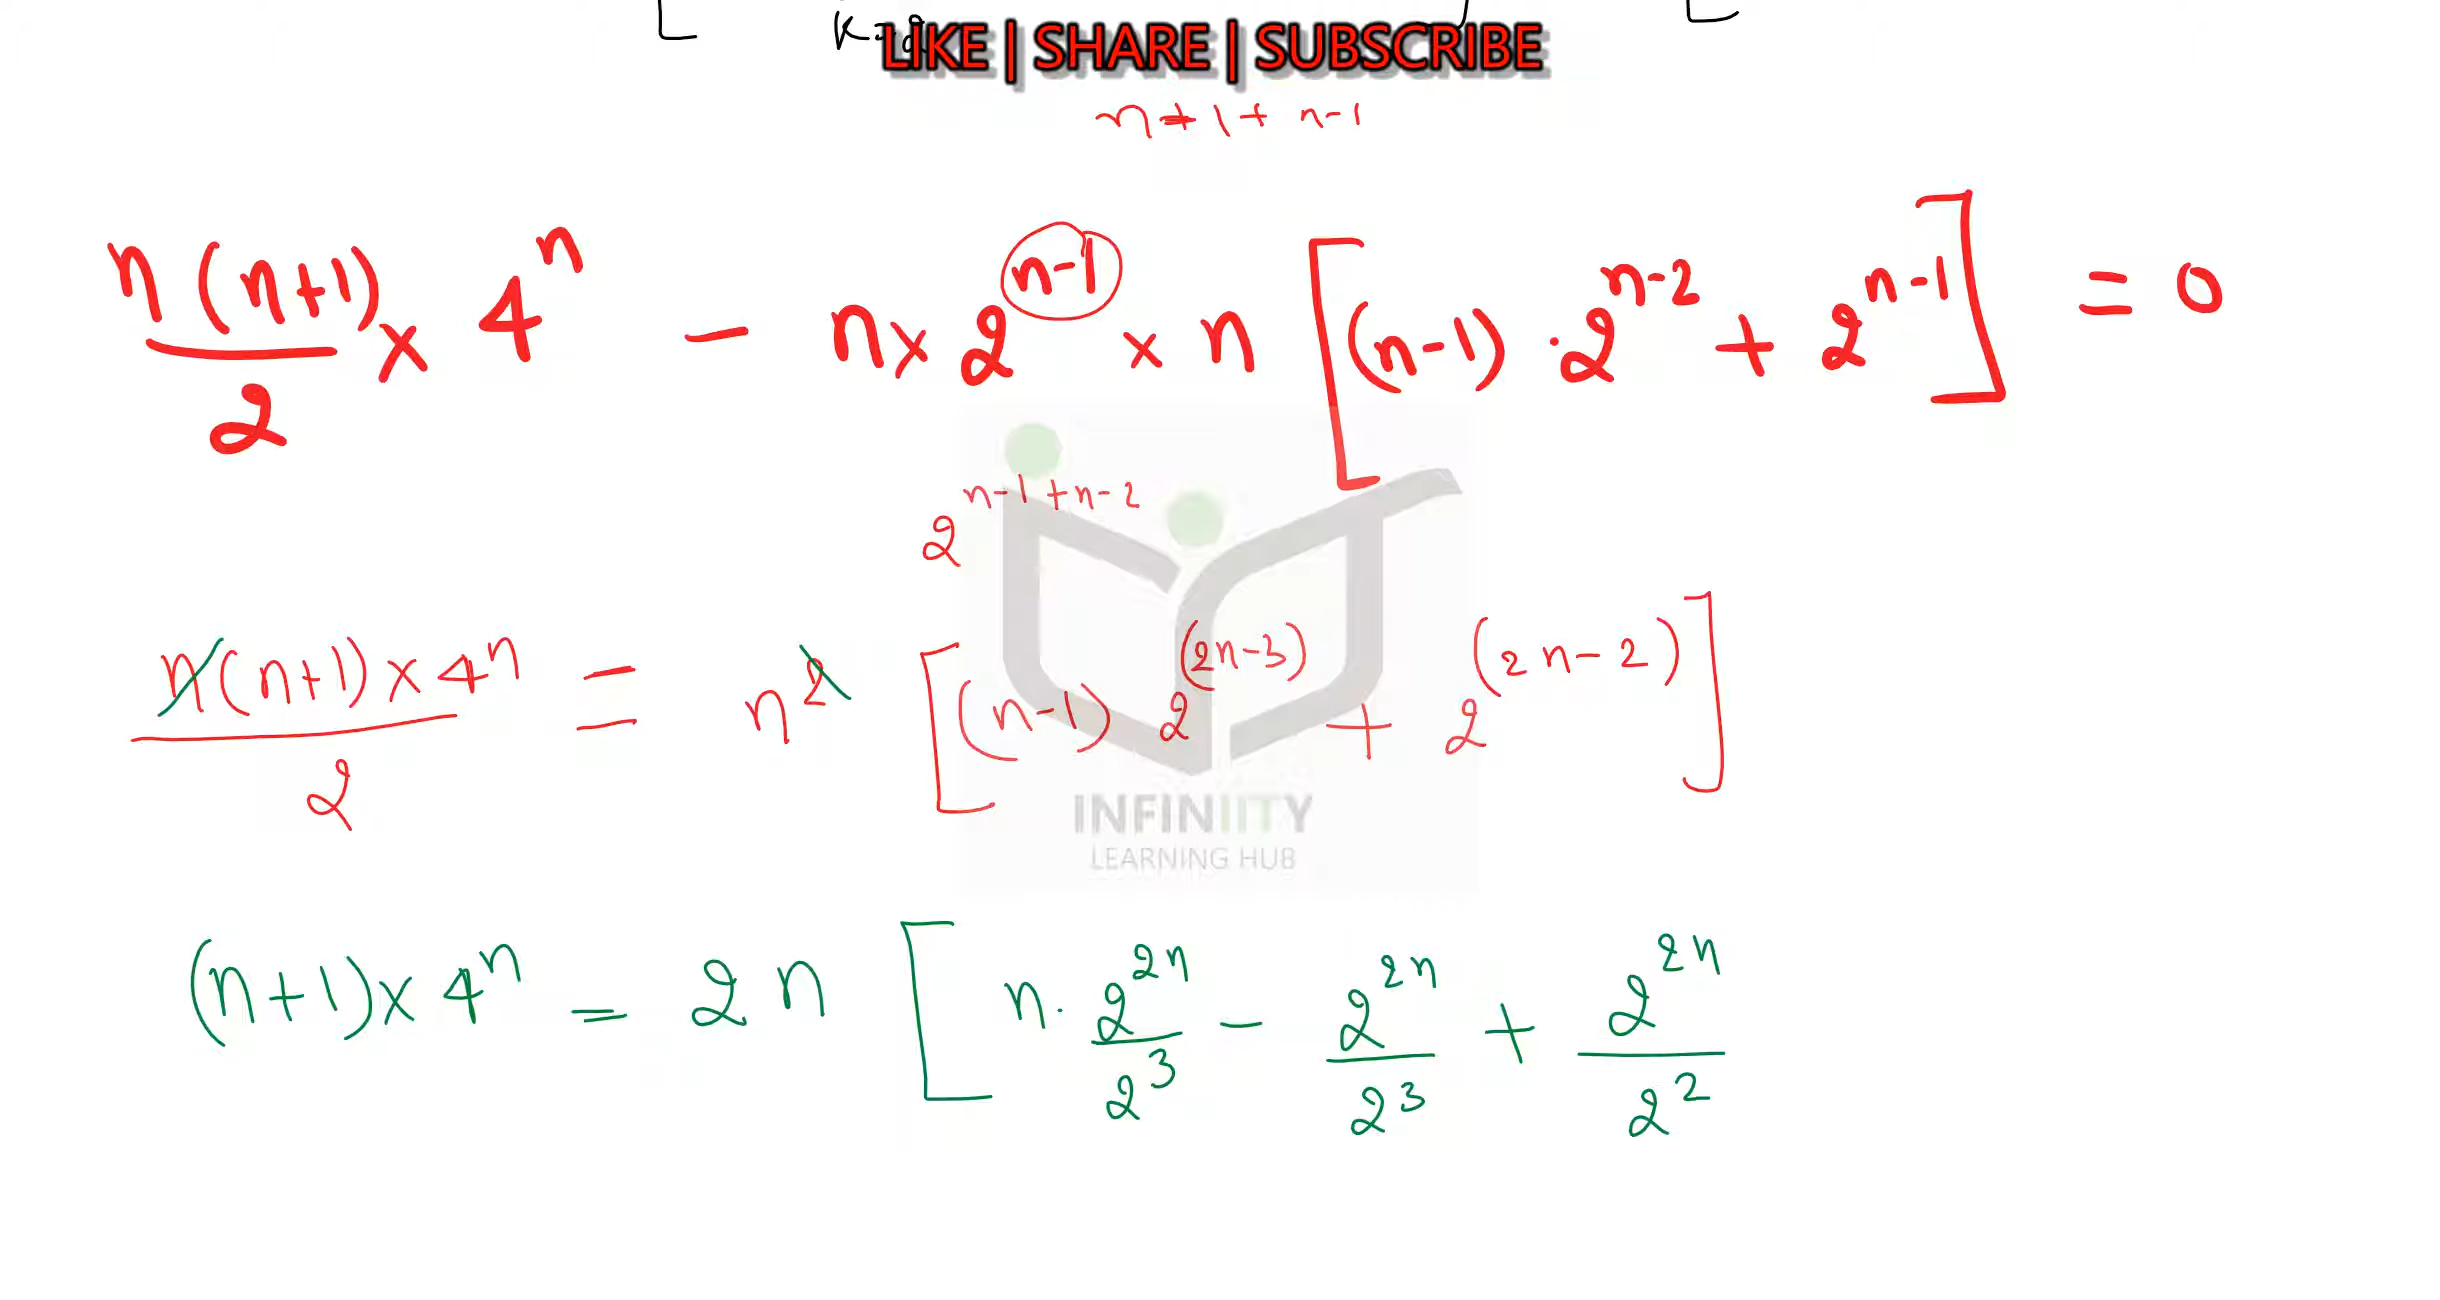 K=0
LIKE | SHARE | SUBSCRIBE
n-1+ n-1
n(n+1)/2 × 4^n - n×2^(n-1) × n [(n-1)·2^(n-2) + 2^(n-1)] = 0
2^(n-1+n-2)
n(n+1)×4^n/2 = n^2 [(n-1) 2^(2n-3) + 2^(2n-2)]
INFINIITY
LEARNING HUB
(n+1)×4^n = 2n [n·2^2n/2^3 - 2^2n/2^3 + 2^2n/2^2